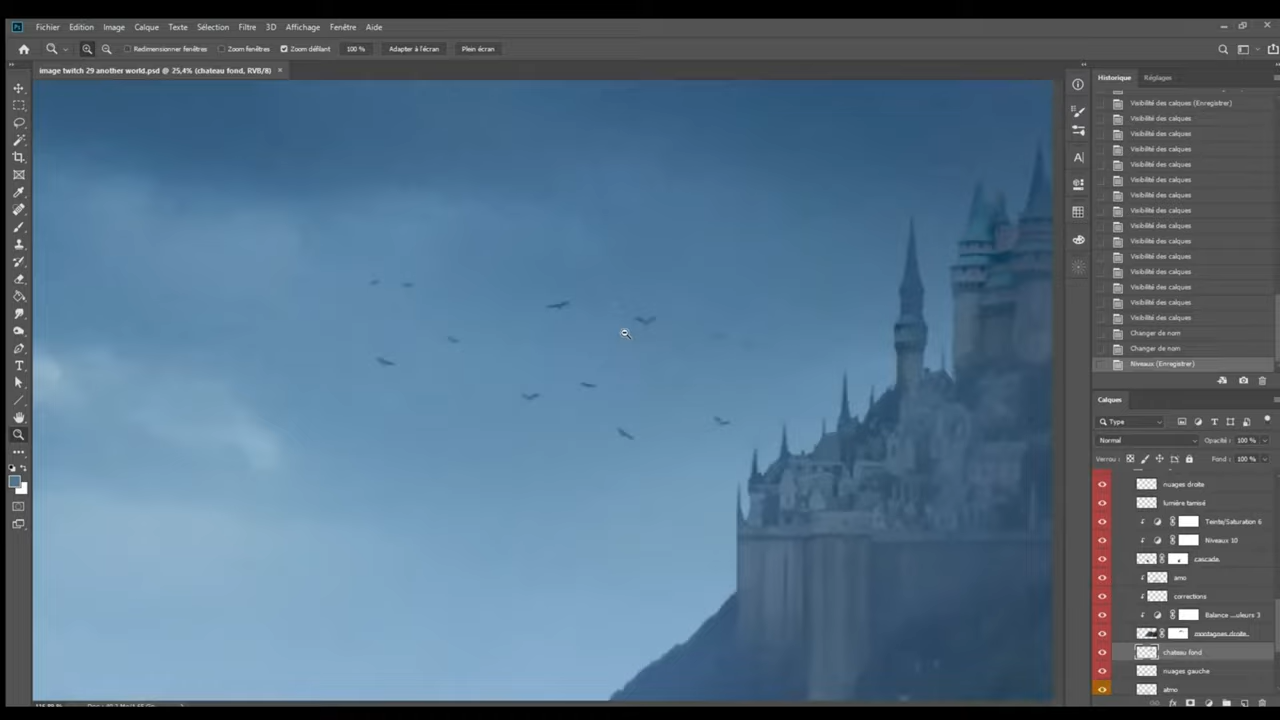 Fichier Edition Image Calque Texte Sélection Filtre 3D Affichage Fenêtre Aide
Redimensionner fenêtres Zoom fenêtres Zoom défilant 100 % Adapter à l'écran Plein écran
image twitch 29 another world.psd @ 25,4% (chateau fond, RVB/8) ×
Historique Réglages
Visibilité des calques (Enregistrer)
Visibilité des calques
Visibilité des calques
Visibilité des calques
Visibilité des calques
Visibilité des calques
Visibilité des calques
Visibilité des calques
Visibilité des calques
Visibilité des calques
Visibilité des calques
Visibilité des calques
Visibilité des calques
Visibilité des calques
Visibilité des calques
Changer de nom
Changer de nom
Niveaux (Enregistrer)
Calques
Type
Normal Opacité : 100 %
Verrou : Fond : 100 %
nuages droite
lumière tamisé
Teinte/Saturation 6
Niveaux 10
cascade
amo
corrections
Balance ...uleurs 3
montagnes droite
chateau fond
nuages gauche
atmo